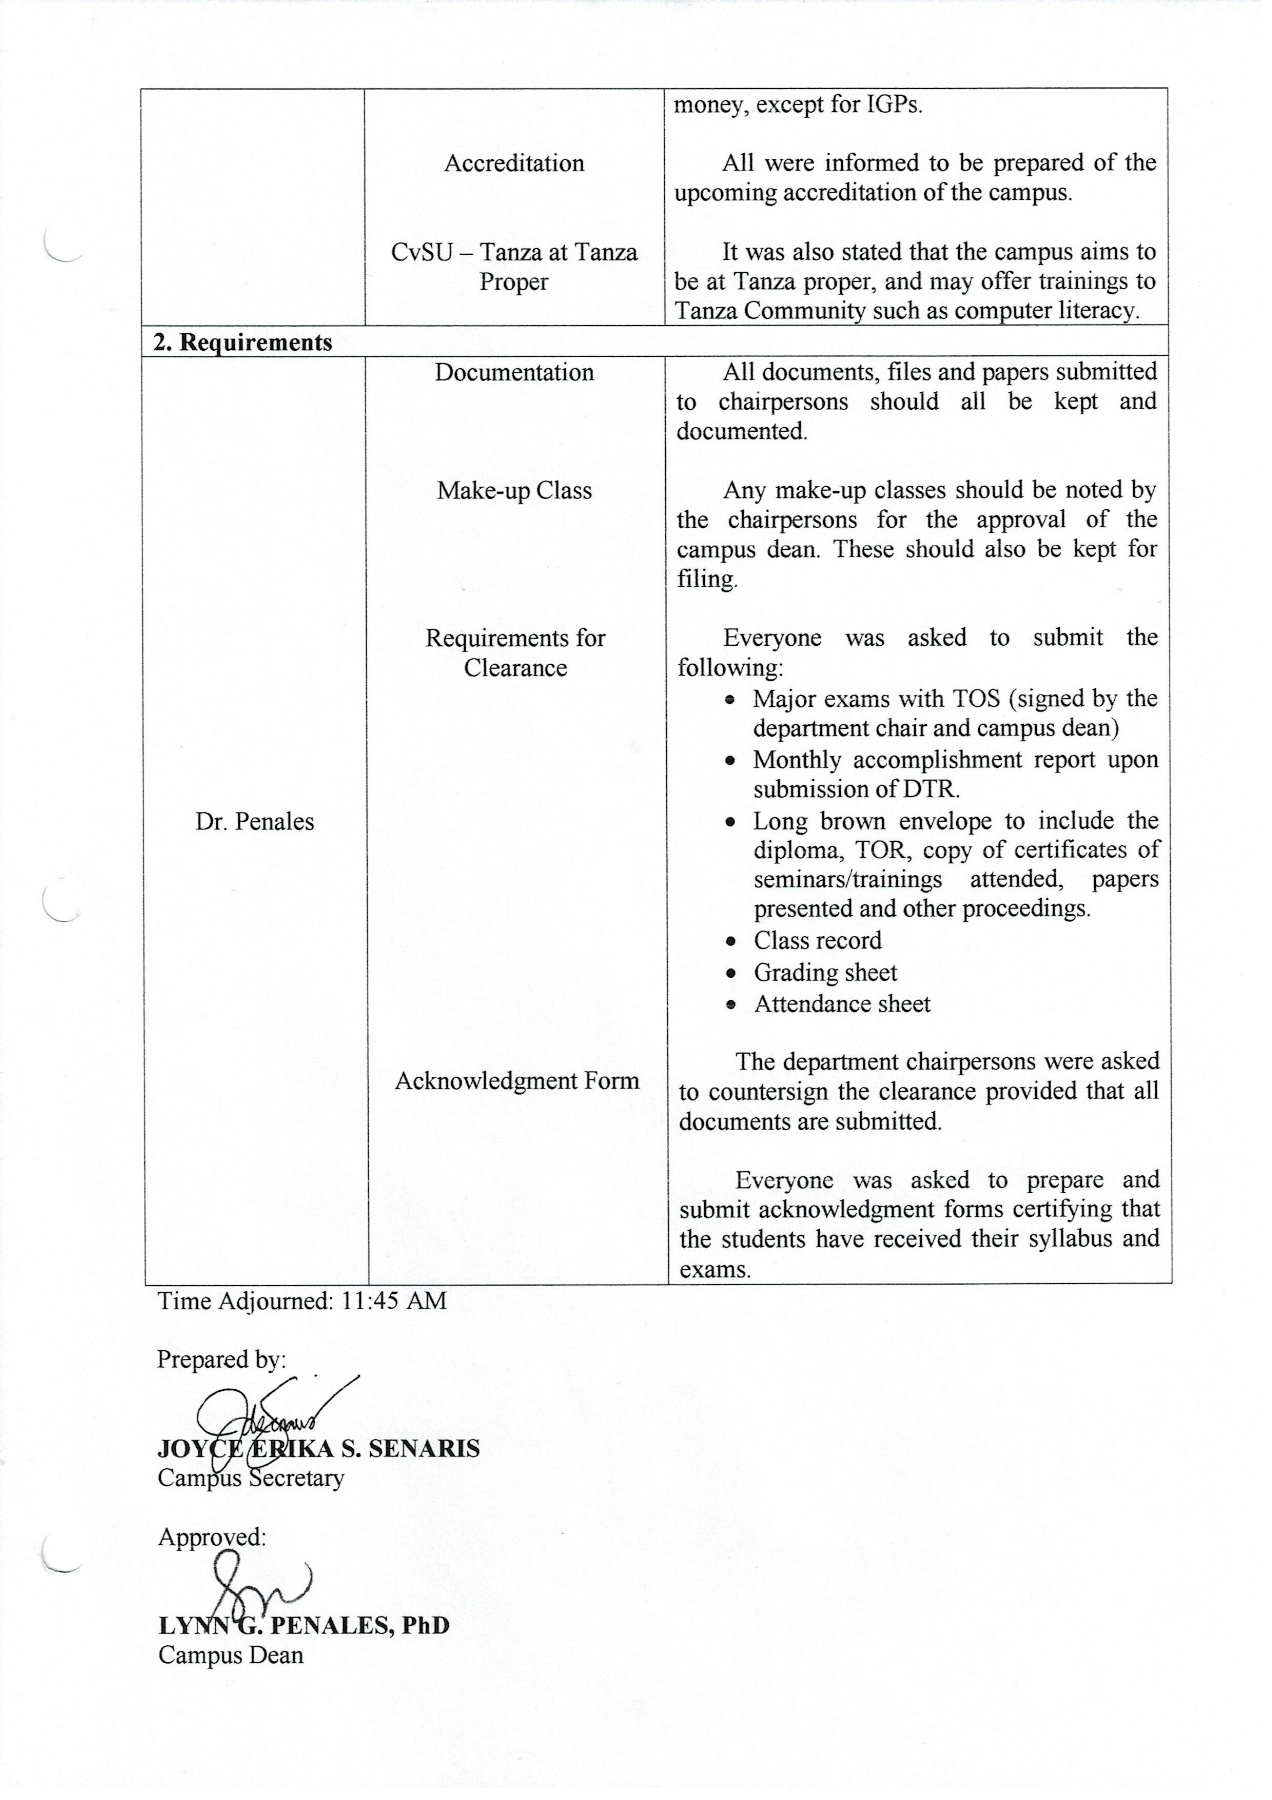 money, except for IGPs.
Accreditation
All were informed to be prepared of the
upcoming accreditation of the campus.
CvSU – Tanza at Tanza
Proper
It was also stated that the campus aims to
be at Tanza proper, and may offer trainings to
Tanza Community such as computer literacy.
2. Requirements
Dr. Penales
Documentation
All documents, files and papers submitted
to chairpersons should all be kept and
documented.
Make-up Class
Any make-up classes should be noted by
the chairpersons for the approval of the
campus dean. These should also be kept for
filing.
Requirements for
Clearance
Everyone was asked to submit the
following:
• Major exams with TOS (signed by the
department chair and campus dean)
• Monthly accomplishment report upon
submission of DTR.
• Long brown envelope to include the
diploma, TOR, copy of certificates of
seminars/trainings attended, papers
presented and other proceedings.
• Class record
• Grading sheet
• Attendance sheet
Acknowledgment Form
The department chairpersons were asked
to countersign the clearance provided that all
documents are submitted.
Everyone was asked to prepare and
submit acknowledgment forms certifying that
the students have received their syllabus and
exams.
Time Adjourned: 11:45 AM
Prepared by:
JOYCE ERIKA S. SENARIS
Campus Secretary
Approved:
LYNN G. PENALES, PhD
Campus Dean